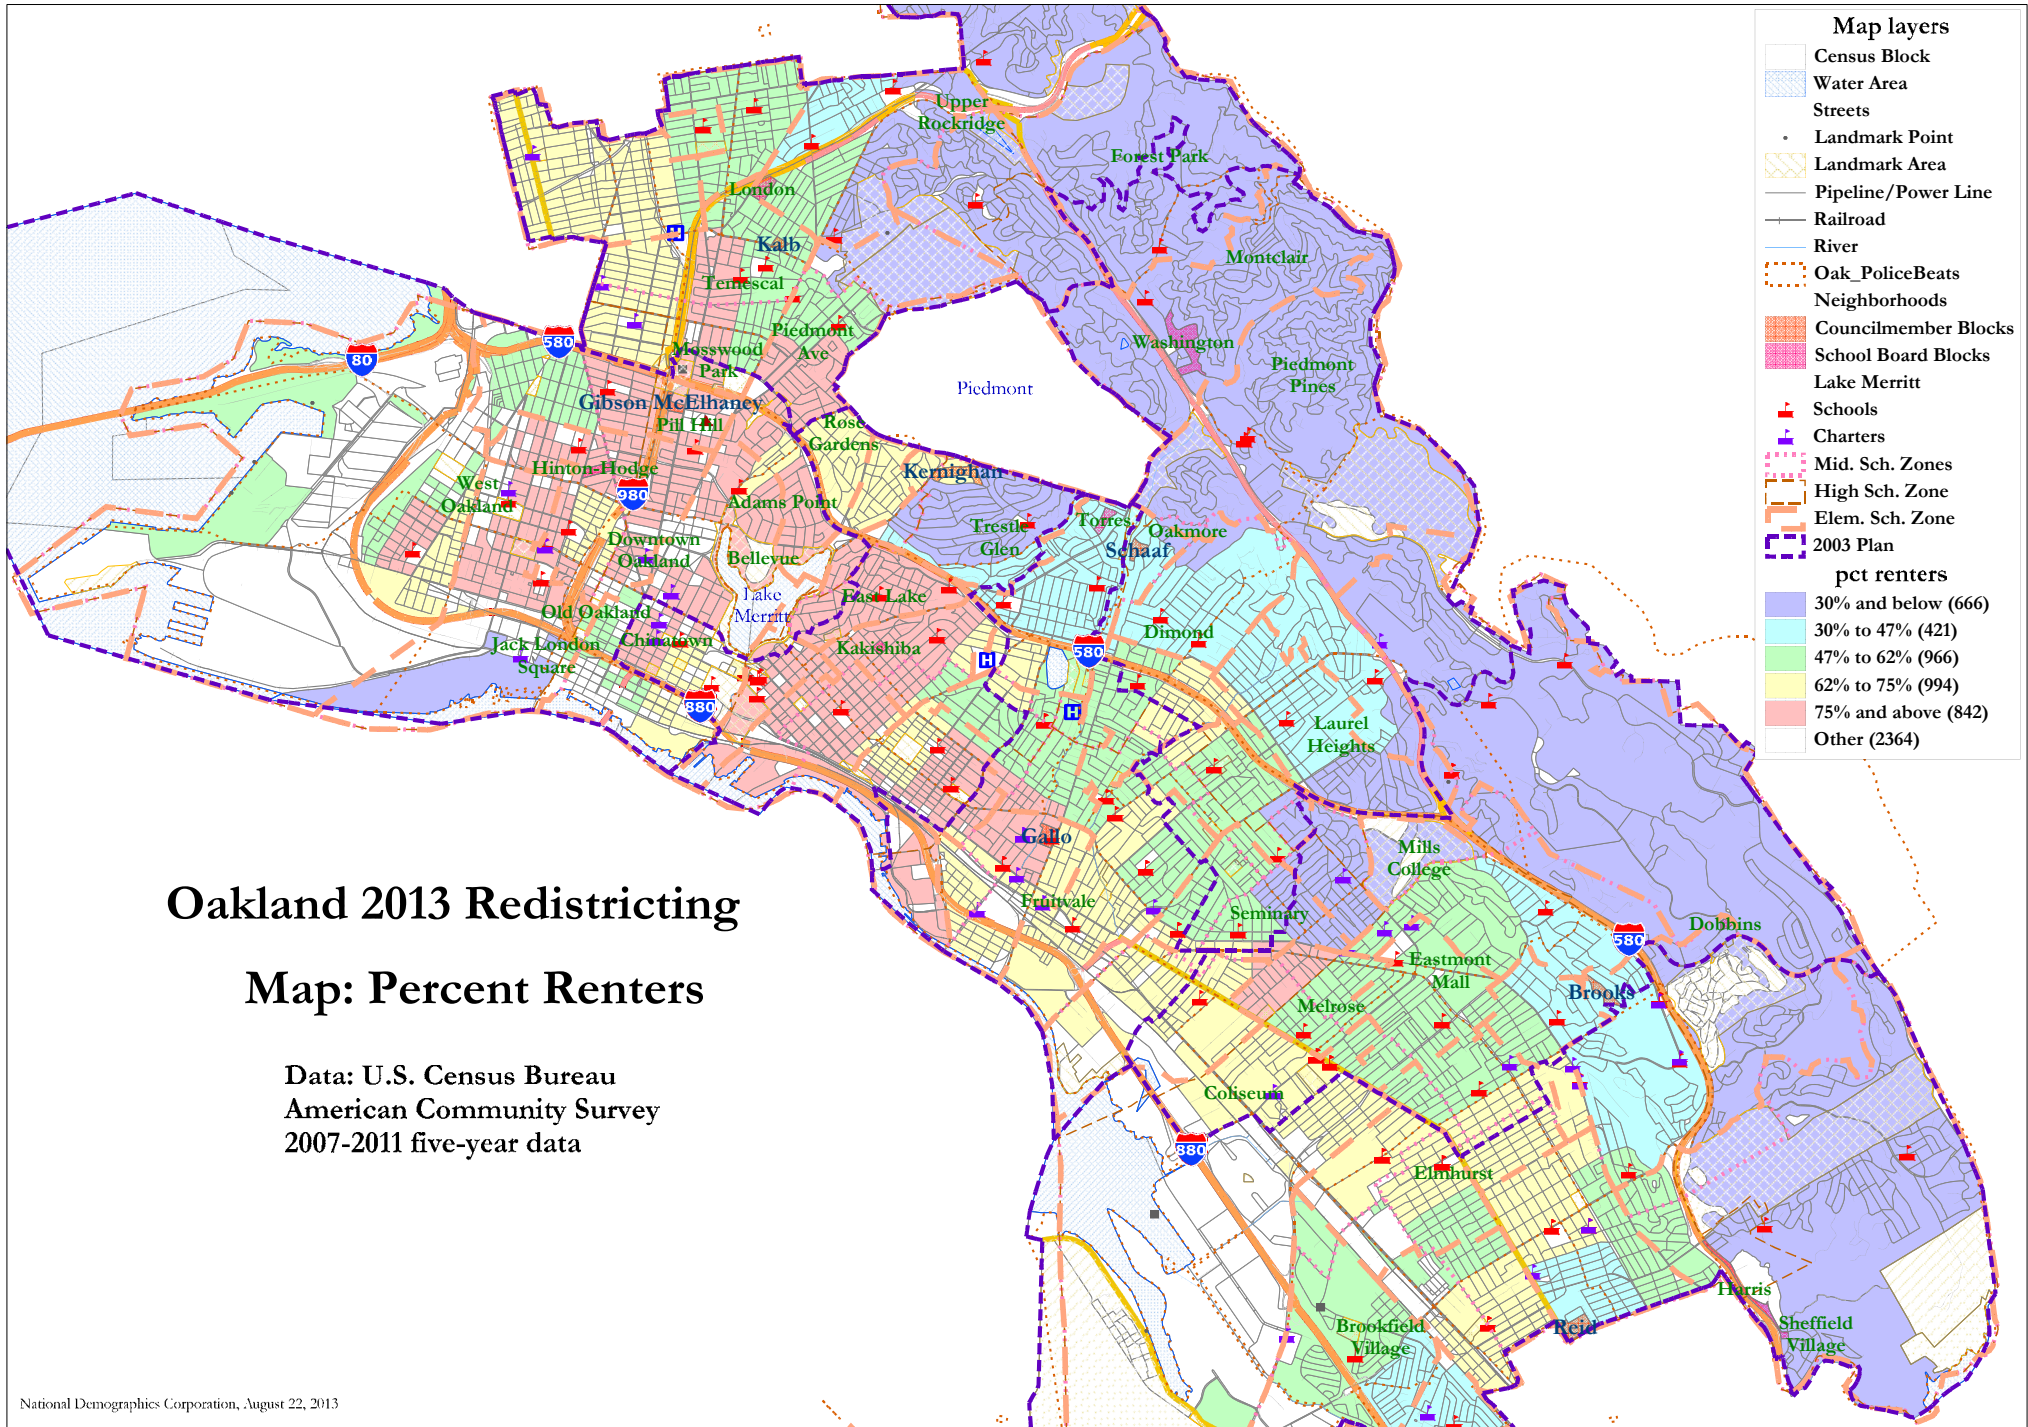 Map layers
Census Block
Water Area
Streets
Landmark Point
Landmark Area
Pipeline/Power Line
Railroad
River
Oak_PoliceBeats
Neighborhoods
Councilmember Blocks
School Board Blocks
Lake Merritt
Schools
Charters
Mid. Sch. Zones
High Sch. Zone
Elem. Sch. Zone
2003 Plan
pct renters
30% and below (666)
30% to 47% (421)
47% to 62% (966)
62% to 75% (994)
75% and above (842)
Other (2364)
Upper
Rockridge
Forest Park
London
Kalb
Montclair
Temescal
Piedmont
Ave
Washington
Mosswood
Park
Piedmont
Pines
Piedmont
80
580
Gibson McElhaney
Pill Hill
Rose
Gardens
Hinton-Hodge
Kernighan
West
Oakland
980
Adams Point
Trestle
Glen
Torres
Oakmore
Schaaf
Downtown
Oakland
Bellevue
Lake
Merritt
East Lake
Old Oakland
Chinatown
Jack London
Square
Kakishiba
Dimond
H
H
H
580
880
Laurel
Heights
Gallo
Mills
College
Fruitvale
Seminary
Dobbins
580
Eastmont
Mall
Brooks
Melrose
Coliseum
880
Elmhurst
Harris
Reid
Sheffield
Village
Brookfield
Village
Oakland 2013 Redistricting
Map: Percent Renters
Data: U.S. Census Bureau
American Community Survey
2007-2011 five-year data
National Demographics Corporation, August 22, 2013